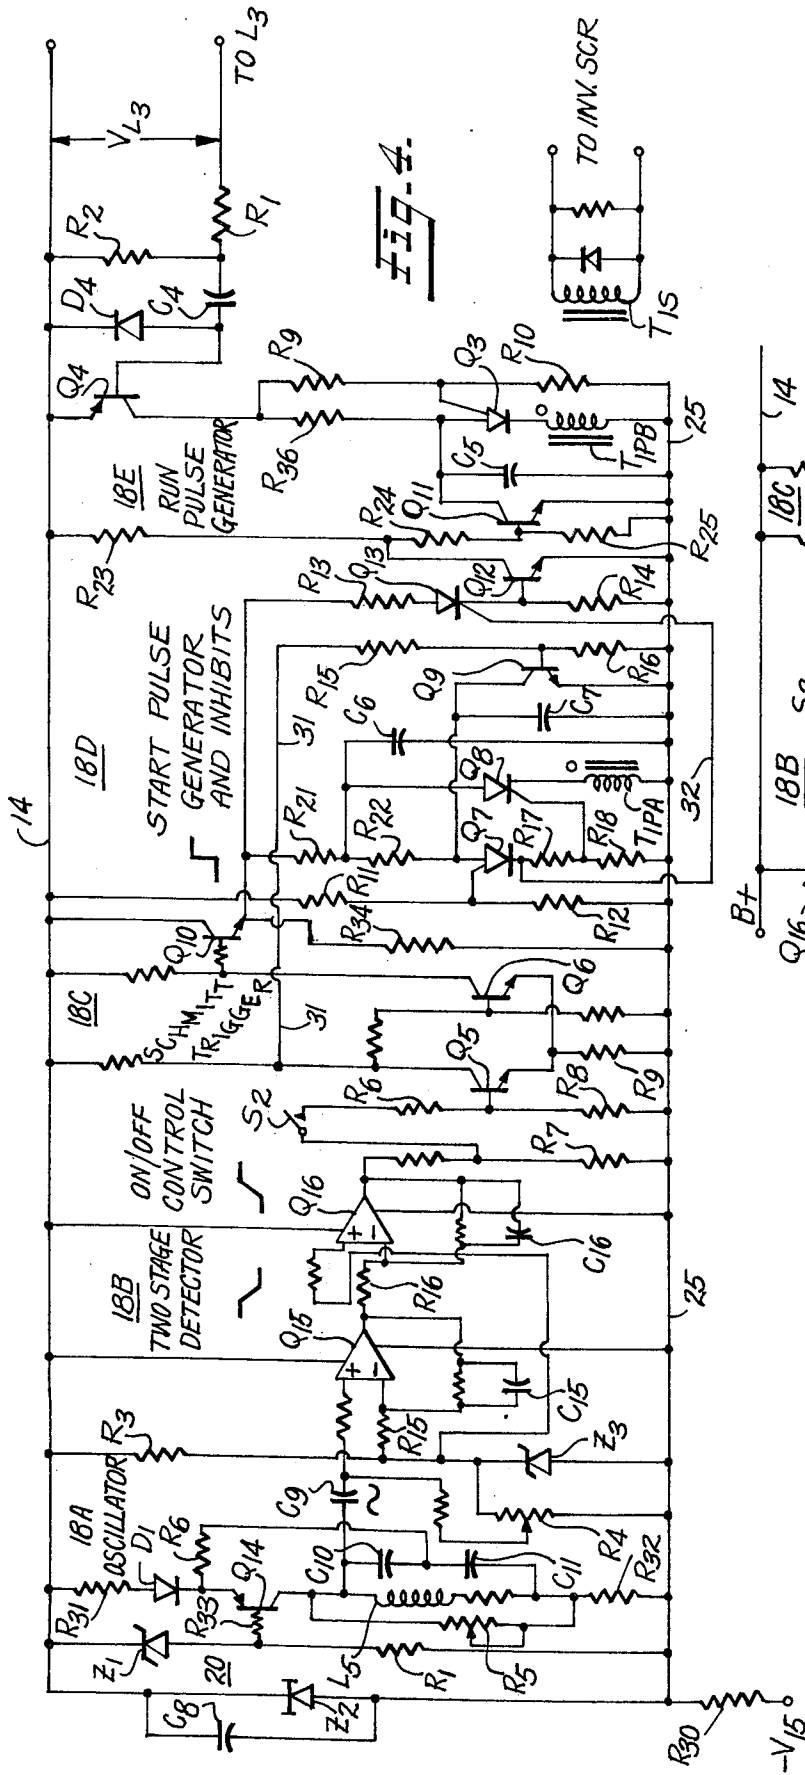 14
18A
OSCILLATOR
18B
TWO STAGE
DETECTOR
ON/OFF
CONTROL
SWITCH
18C
SCHMITT
TRIGGER
18D
START PULSE
GENERATOR
AND INHIBITS
18E
RUN
PULSE
GENERATOR
Fig-4.
VL3
TO L3
R1
R2
D4
C4
Q4
R9
R36
Q3
R10
C5
T1PB
25
Q11
R24
R25
R23
R13
Q13
Q12
R14
R15
Q9
R16
31
C6
C7
Q8
T1PA
32
R21
R22
Q7
R17
R18
R11
R12
Q10
R34
31
Q6
Q5
R9
R8
R6
S2
R7
Q16
C16
R16
Q15
C15
R15
25
R3
Z3
R4
C9
~
C10
C11
R32
R31
D1
R6
Q14
R33
L5
R5
R1
Z1
20
Z2
C8
R30
-V15
TO INV. SCR
T1S
B+
14
18C
18B
Q16